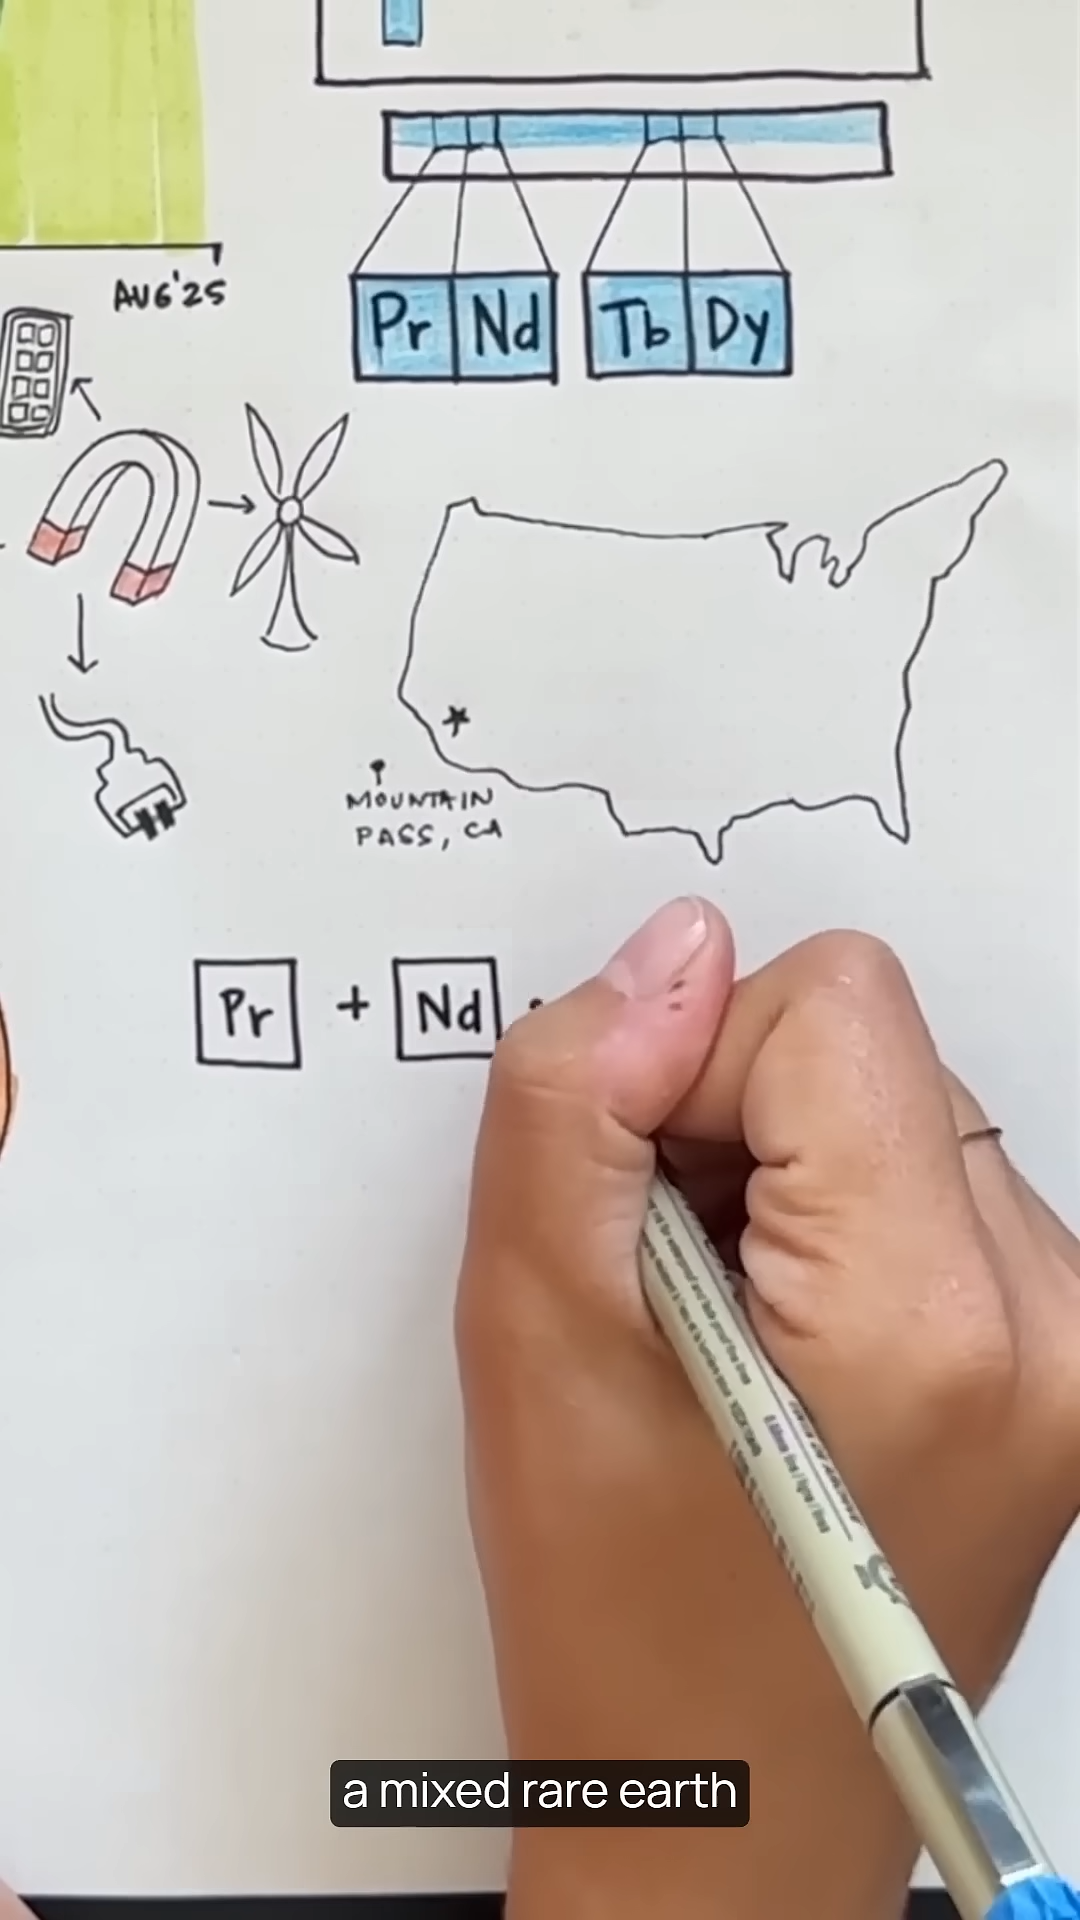 AUG'25
Pr Nd Tb Dy
MOUNTAIN
PASS, CA
Pr + Nd
a mixed rare earth